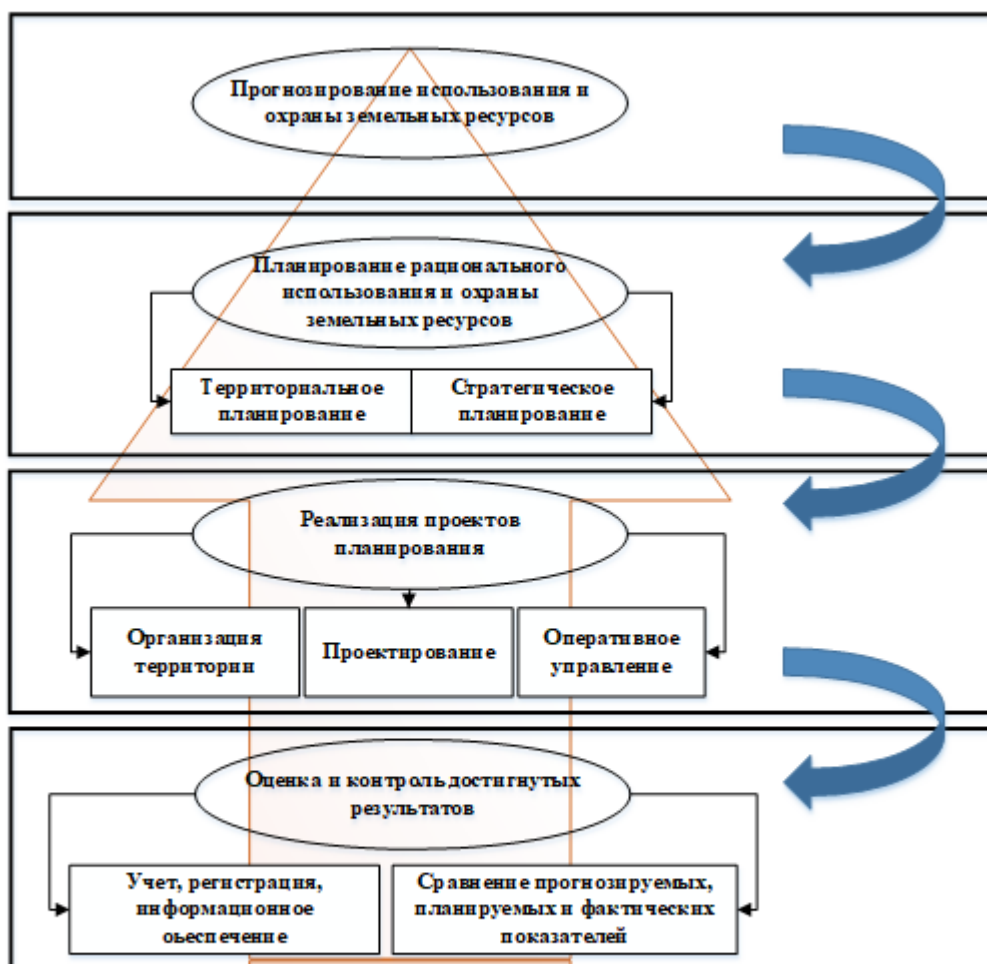 Прогнозирование использования и
охраны земельных ресурсов
Планирование рационального
использования и охраны
земельных ресурсов
Территориальное
планирование
Стратегическое
планирование
Реализация проектов
планирования
Организация
территории
Проектирование
Оперативное
управление
Оценка и контроль достигнутых
результатов
Учет, регистрация,
информационное
оьеспечение
Сравнение прогнозируемых,
планируемых и фактических
показателей